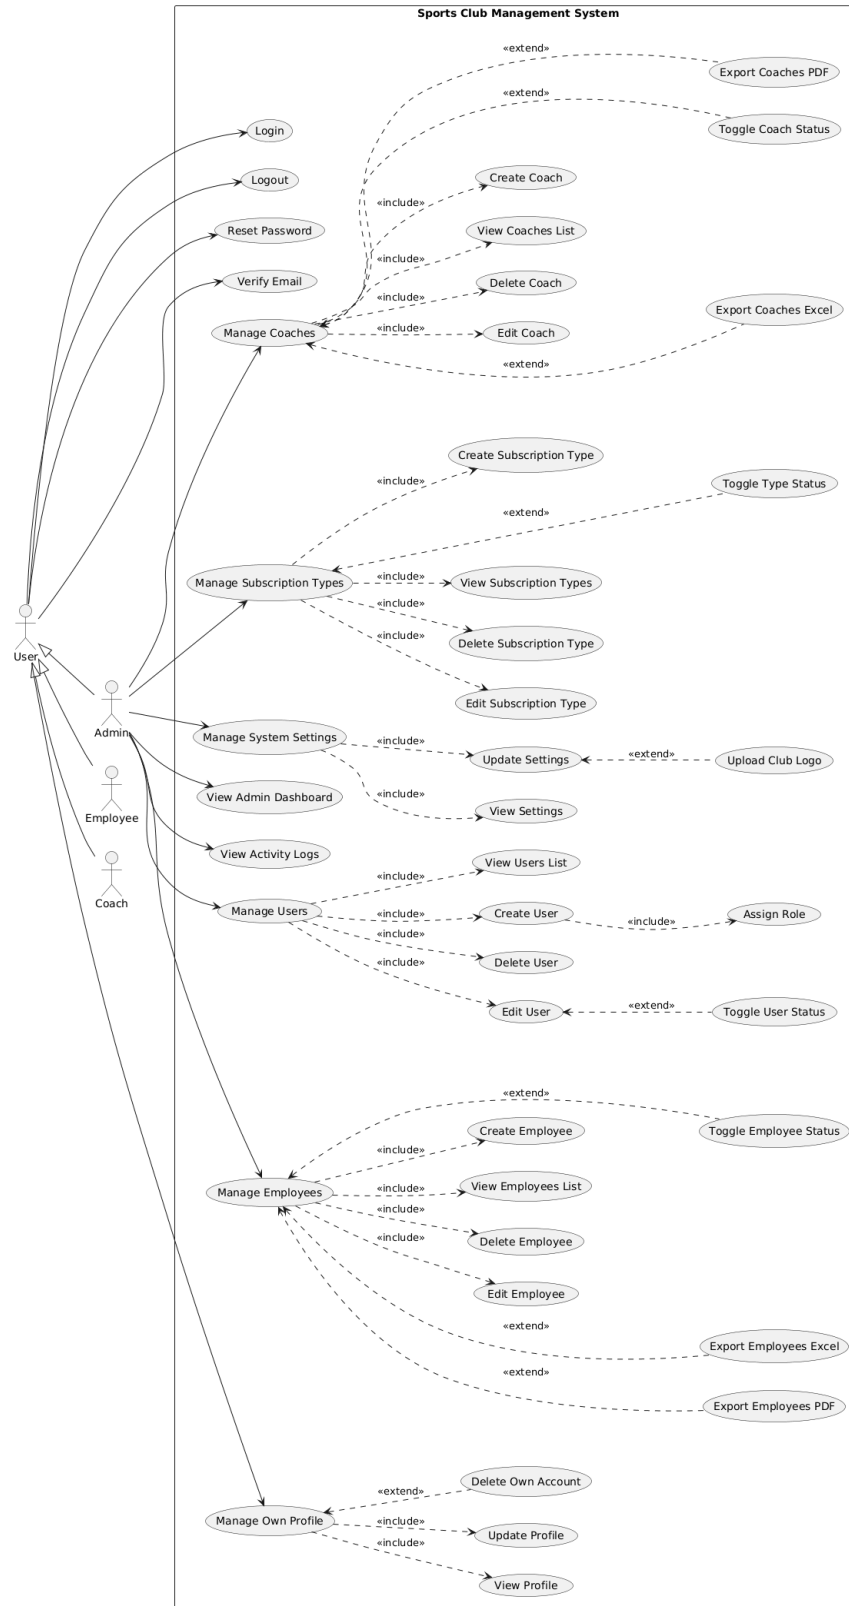 Sports Club Management System
«extend»
Export Coaches PDF
«extend»
Toggle Coach Status
Login
Create Coach
Logout
«include»
Reset Password
View Coaches List
«include»
Verify Email
Delete Coach
«include»
Export Coaches Excel
Manage Coaches
«include»
Edit Coach
«extend»
Create Subscription Type
«include»
Toggle Type Status
«extend»
Manage Subscription Types
«include»
View Subscription Types
«include»
Delete Subscription Type
«include»
Edit Subscription Type
User
Admin
Manage System Settings
«include»
Update Settings
«extend»
Upload Club Logo
View Admin Dashboard
«include»
View Settings
Employee
View Activity Logs
View Users List
«include»
Coach
Manage Users
«include»
Create User
«include»
Assign Role
«include»
Delete User
«include»
Edit User
«extend»
Toggle User Status
«extend»
Create Employee
Toggle Employee Status
«include»
Manage Employees
«include»
View Employees List
«include»
Delete Employee
«include»
Edit Employee
«extend»
Export Employees Excel
«extend»
Export Employees PDF
Delete Own Account
«extend»
Manage Own Profile
«include»
Update Profile
«include»
View Profile